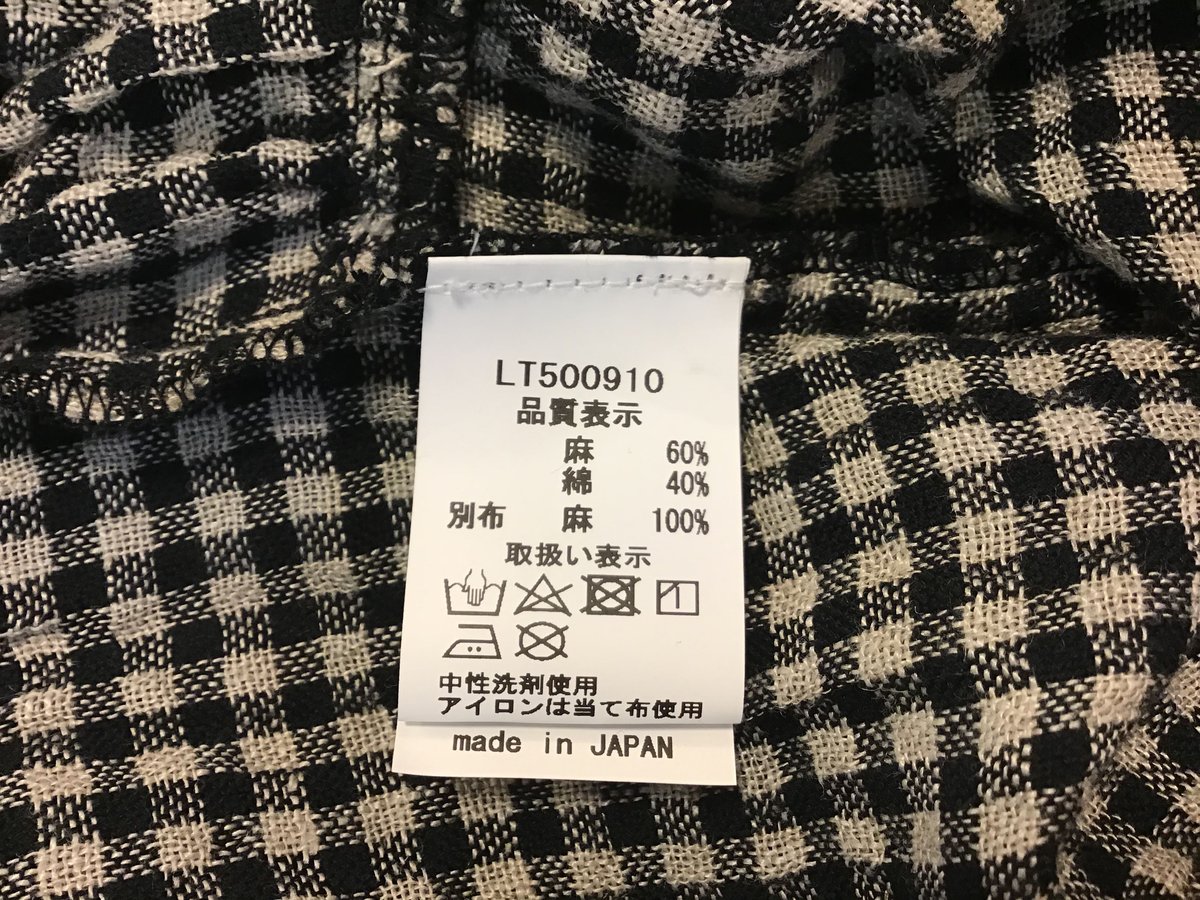 LT500910
品質表示
麻 60%
綿 40%
別布 麻 100%
取扱い表示
中性洗剤使用
アイロンは当て布使用
made in JAPAN